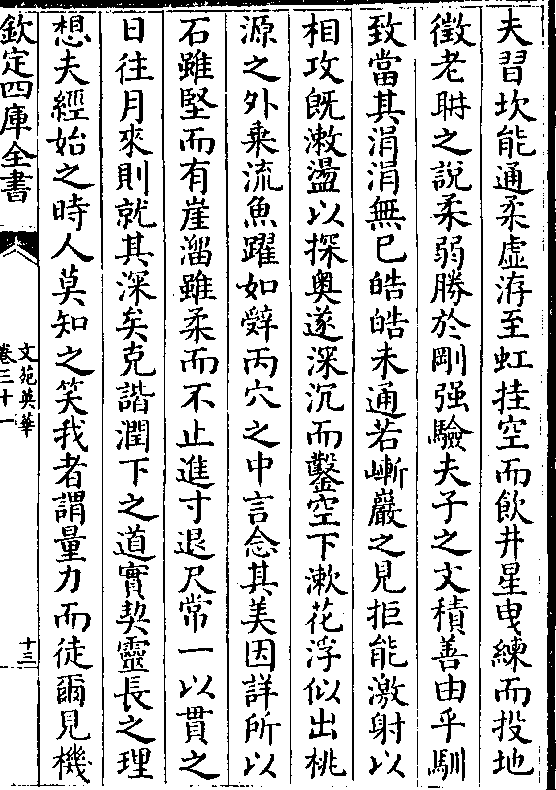 夫習坎能通柔虛洊至虹挂空而飲井星曳練而投地
徵老耼之說柔弱勝於剛强驗夫子之文積善由乎馴
致當其涓涓無已皓皓未通若嶄巖之見拒能激射以
相攻旣潄盪以探奥遂深沉而鑿空下潄花浮似出桃
源之外乗流魚躍如辤丙穴之中言念其美因詳所以
石雖堅而有崖溜雖柔而不止進寸退尺常一以貫之
日往月來則就其深矣克諧潤下之道實契靈長之理
想夫經始之時人莫知之笑我者謂量力而徒爾見機
欽定四庫全書
文苑英華
卷三十一
十三